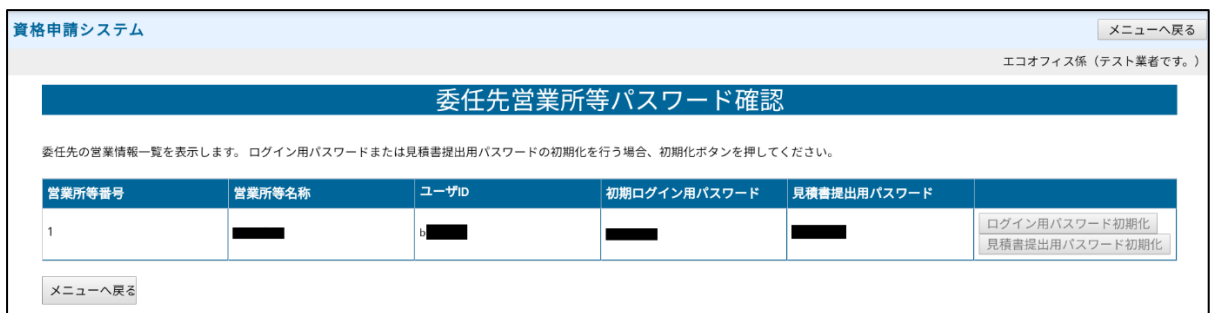 資格申請システム
メニューへ戻る
エコオフィス係（テスト業者です。）
委任先営業所等パスワード確認
委任先の営業情報一覧を表示します。 ログイン用パスワードまたは見積書提出用パスワードの初期化を行う場合、初期化ボタンを押してください。
営業所等番号 営業所等名称 ユーザID 初期ログイン用パスワード 見積書提出用パスワード
1 b ログイン用パスワード初期化
見積書提出用パスワード初期化
メニューへ戻る